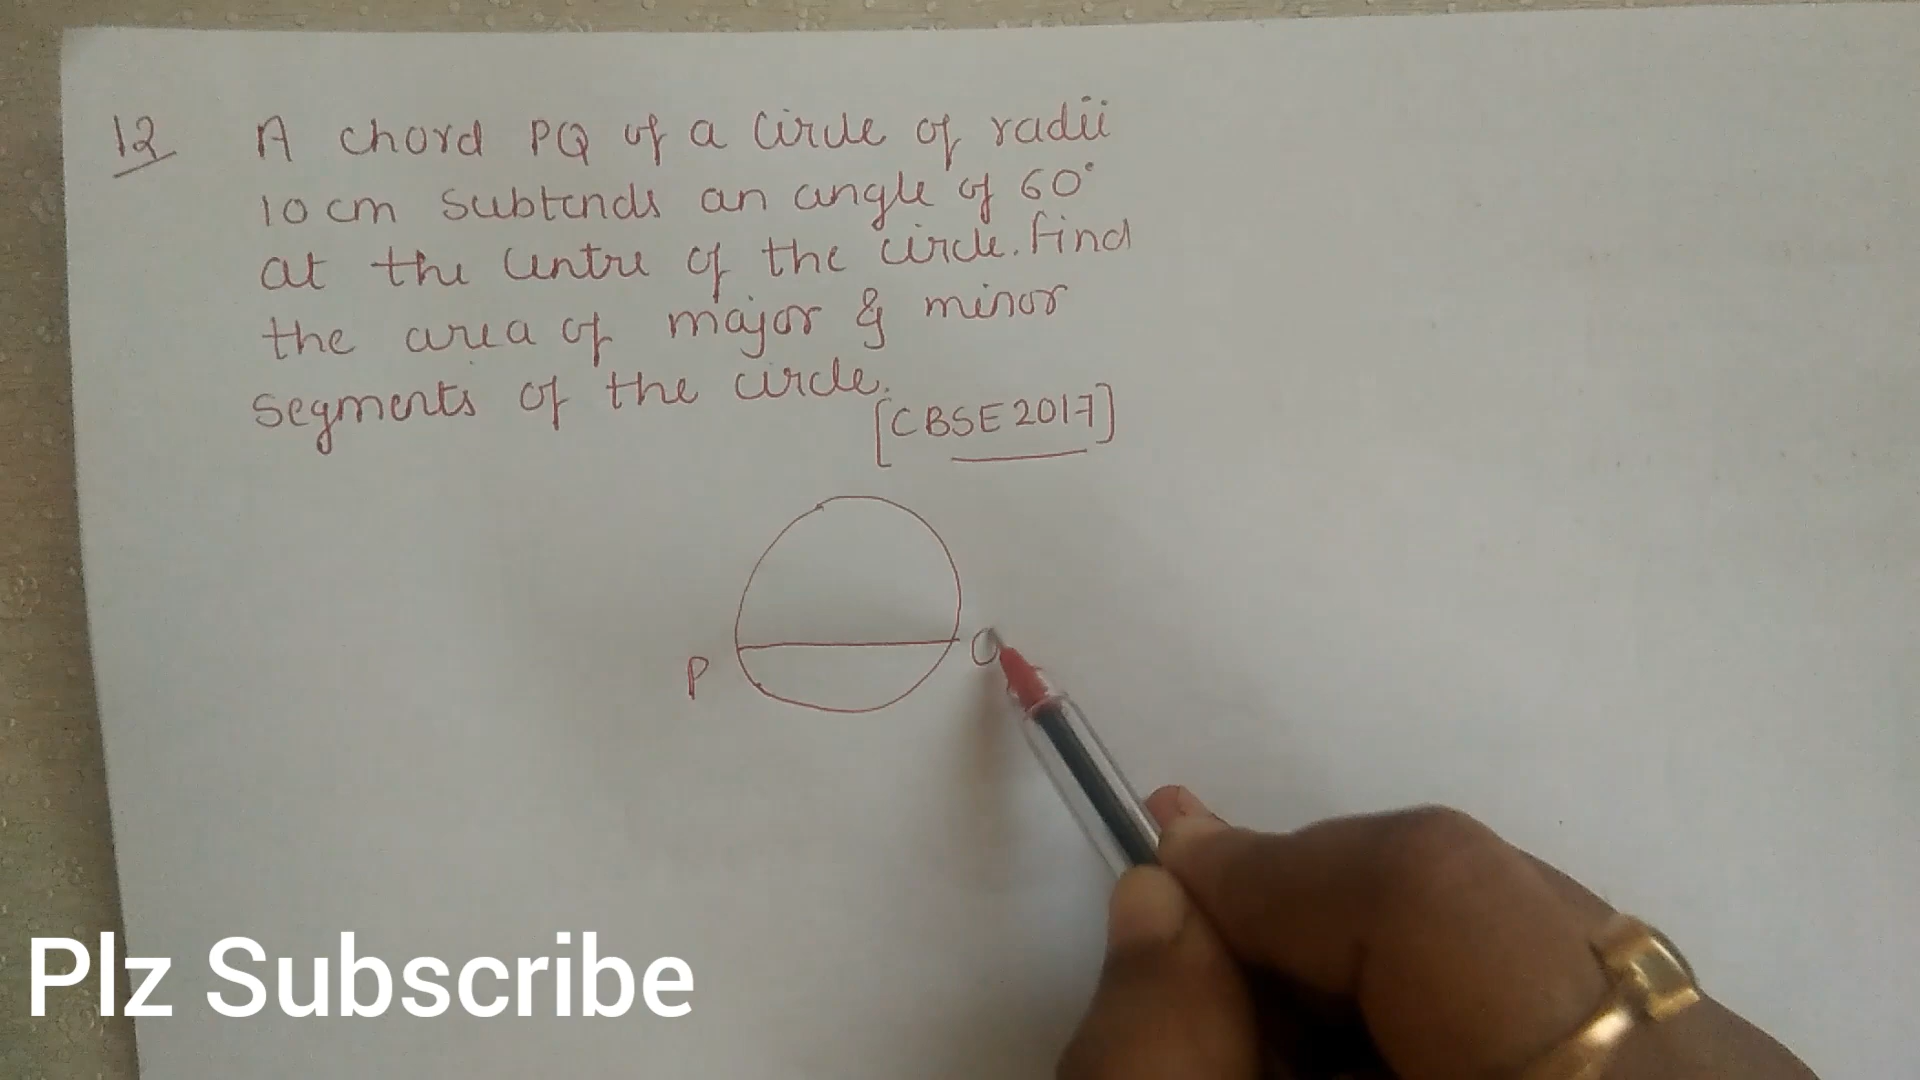 12 A chord PQ of a circle of radii
10 cm subtends an angle of 60°
at the centre of the circle. Find
the area of major & minor
segments of the circle.
[CBSE 2017]
P
Plz Subscribe